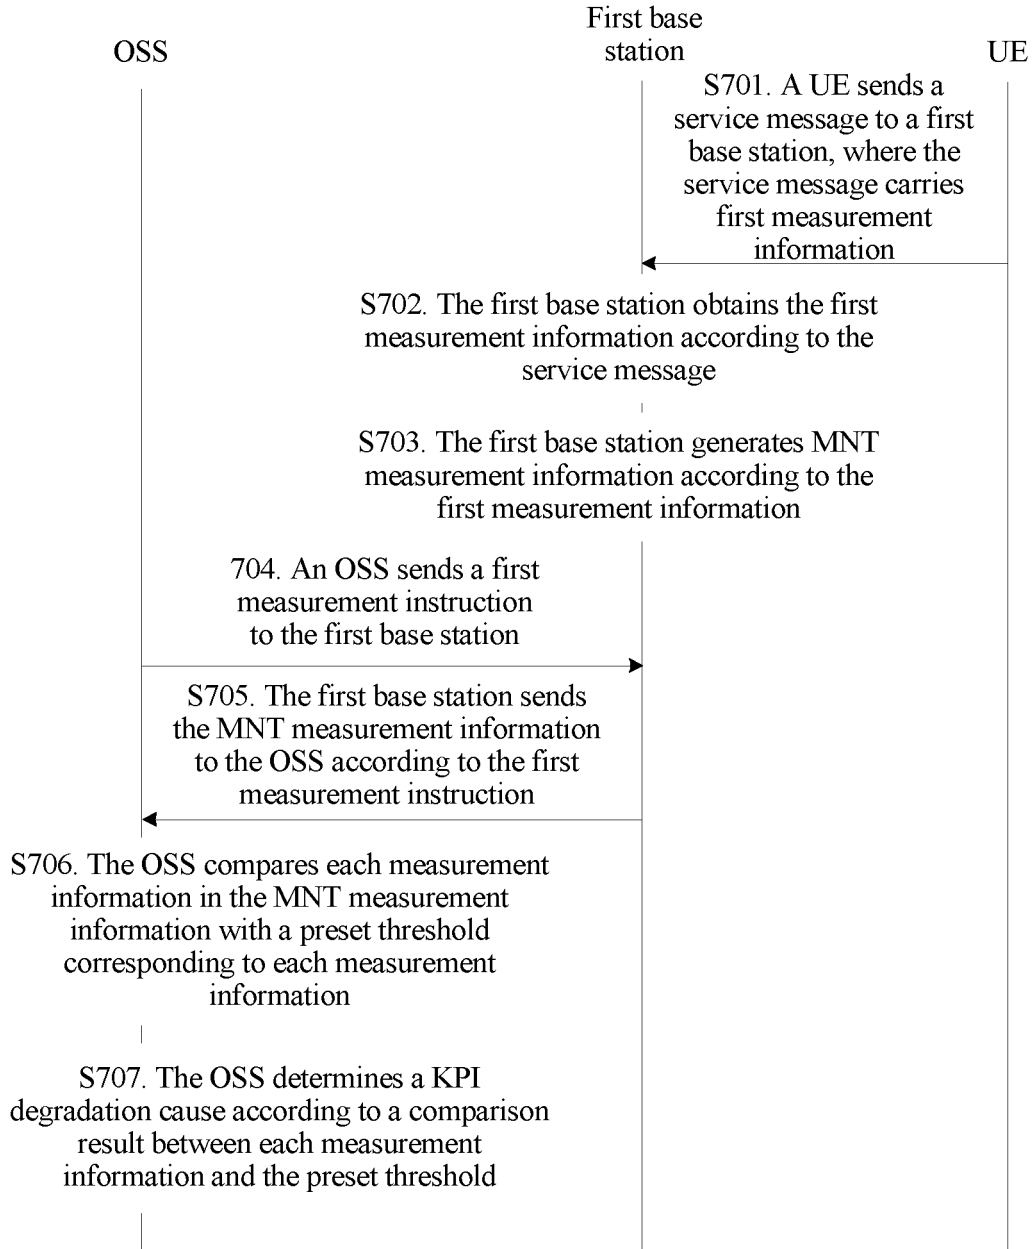 OSS
First base
station
UE
S701. A UE sends a
service message to a first
base station, where the
service message carries
first measurement
information
S702. The first base station obtains the first
measurement information according to the
service message
S703. The first base station generates MNT
measurement information according to the
first measurement information
704. An OSS sends a first
measurement instruction
to the first base station
S705. The first base station sends
the MNT measurement information
to the OSS according to the first
measurement instruction
S706. The OSS compares each measurement
information in the MNT measurement
information with a preset threshold
corresponding to each measurement
information
S707. The OSS determines a KPI
degradation cause according to a comparison
result between each measurement
information and the preset threshold